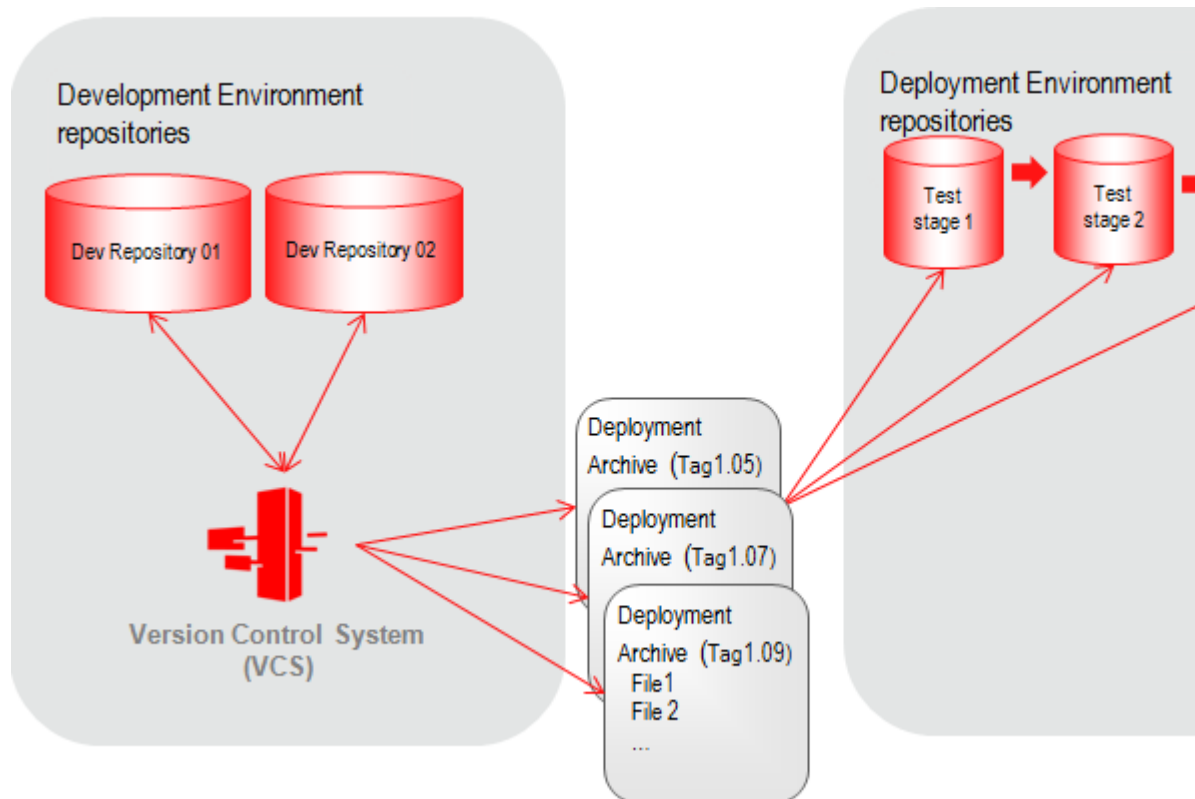 Development Environment
repositories
Dev Repository 01
Dev Repository 02
Version Control System
(VCS)
Deployment
Archive (Tag1.05)
Deployment
Archive (Tag1.07)
Deployment
Archive (Tag1.09)
File1
File 2
...
Deployment Environment
repositories
Test
stage 1
Test
stage 2